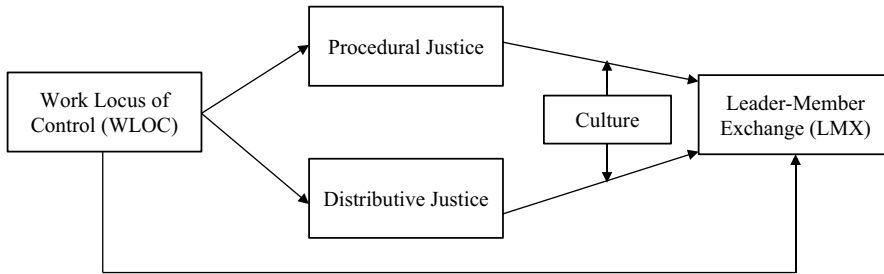 Procedural Justice
Work Locus of
Control (WLOC)
Culture
Leader-Member
Exchange (LMX)
Distributive Justice